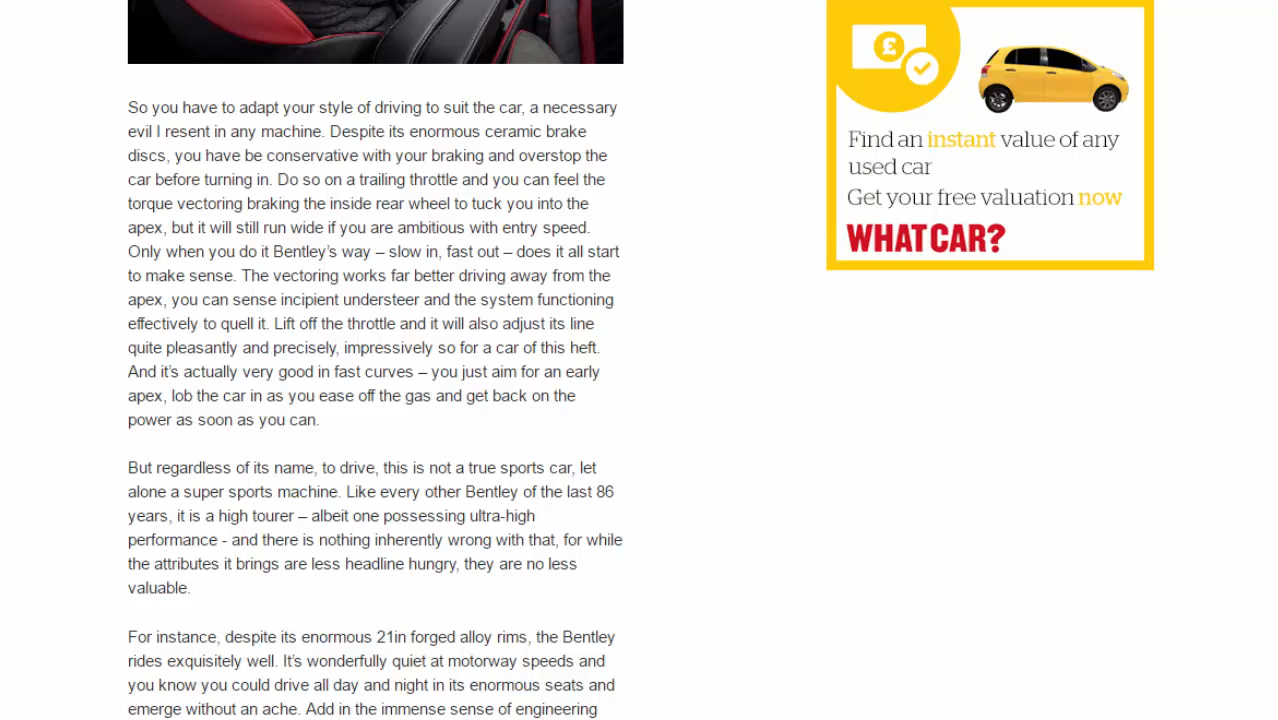 So you have to adapt your style of driving to suit the car, a necessary
evil I resent in any machine. Despite its enormous ceramic brake
discs, you have be conservative with your braking and overstop the
car before turning in. Do so on a trailing throttle and you can feel the
torque vectoring braking the inside rear wheel to tuck you into the
apex, but it will still run wide if you are ambitious with entry speed.
Only when you do it Bentley’s way – slow in, fast out – does it all start
to make sense. The vectoring works far better driving away from the
apex, you can sense incipient understeer and the system functioning
effectively to quell it. Lift off the throttle and it will also adjust its line
quite pleasantly and precisely, impressively so for a car of this heft.
And it’s actually very good in fast curves – you just aim for an early
apex, lob the car in as you ease off the gas and get back on the
power as soon as you can.
But regardless of its name, to drive, this is not a true sports car, let
alone a super sports machine. Like every other Bentley of the last 86
years, it is a high tourer – albeit one possessing ultra-high
performance - and there is nothing inherently wrong with that, for while
the attributes it brings are less headline hungry, they are no less
valuable.
For instance, despite its enormous 21in forged alloy rims, the Bentley
rides exquisitely well. It’s wonderfully quiet at motorway speeds and
you know you could drive all day and night in its enormous seats and
emerge without an ache. Add in the immense sense of engineering
£
Find an instant value of any
used car
Get your free valuation now
WHAT CAR?